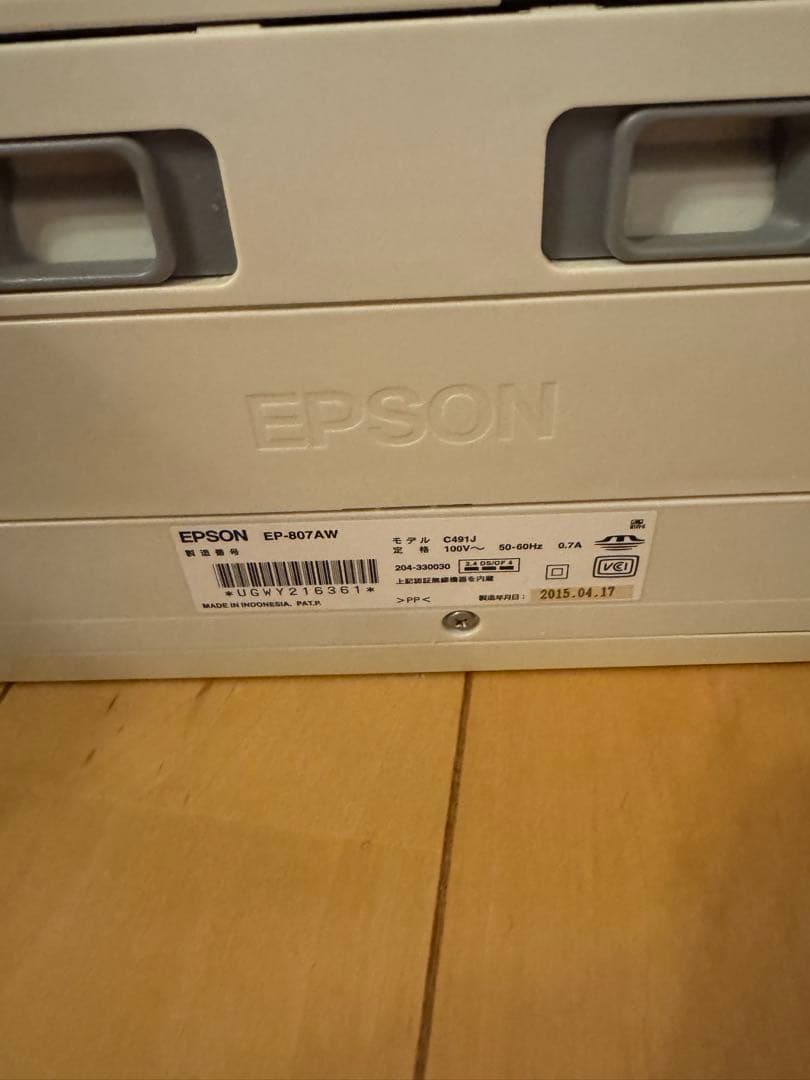 EPSON
EPSON EP-807AW
製造番号
*UGWY216361*
MADE IN INDONESIA. PAT.P.
モデル C491J
定格 100V～ 50-60Hz 0.7A
204-330030 2.4 DS/OF 4
上記認証無線機器を内蔵
>PP< 製造年月日: 2015.04.17
VCI